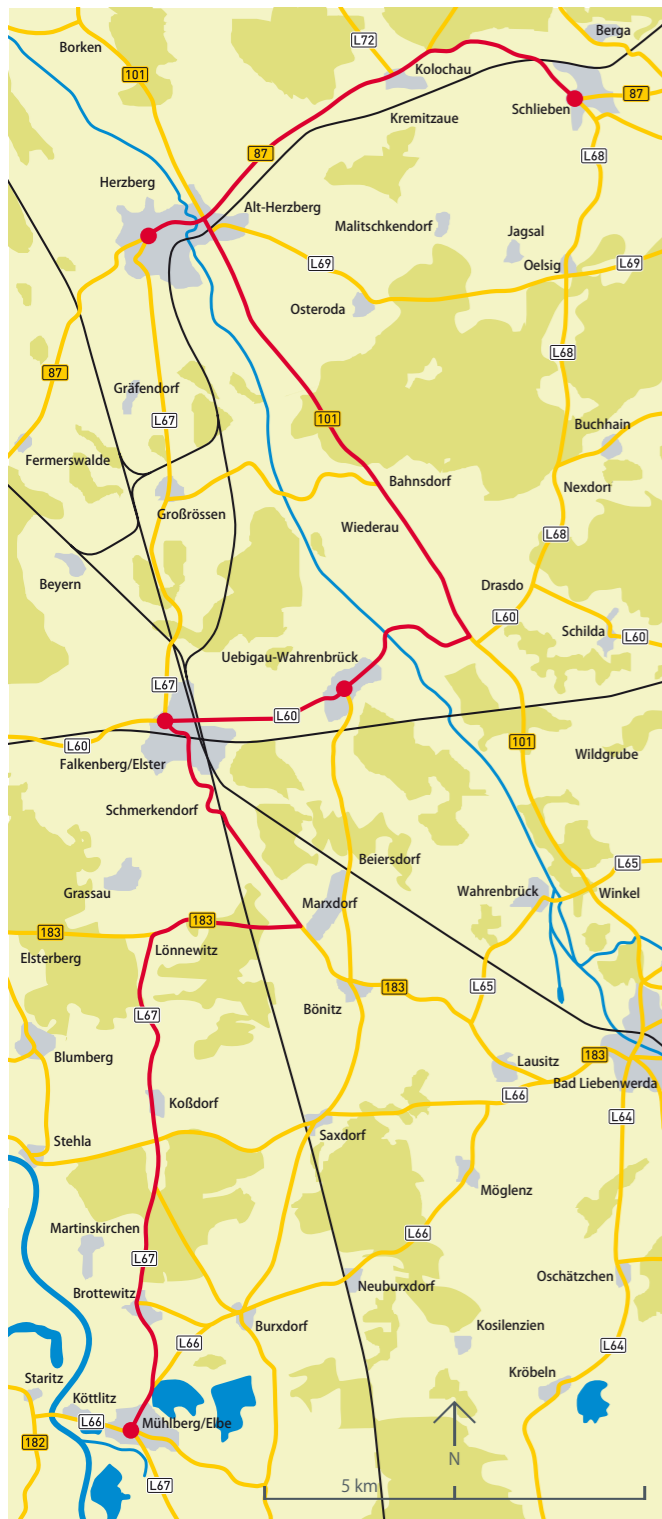 Berga
L72
Borken
101
Kolochau
87
Schlieben
Kremitzaue
87
L68
Herzberg
Alt-Herzberg
Malitschkendorf
Jagsal
L69
Oelsig
L69
Osteroda
L68
87
Gräfendorf
L67
101
Buchhain
Fermerswalde
Bahnsdorf
Nexdorf
Großrössen
Wiederau
L68
Beyern
Drasdo
L60
Schilda
L60
Uebigau-Wahrenbrück
L67
L60
L60
101
Wildgrube
Falkenberg/Elster
Schmerkendorf
Beiersdorf
L65
Grassau
Wahrenbrück
Winkel
Marxdorf
183
183
Elsterberg
Lönnewitz
L65
183
Bönitz
L67
183
Blumberg
Lausitz
Bad Liebenwerda
L66
Koßdorf
L64
Stehla
Saxdorf
Möglenz
Martinskirchen
L66
L67
Oschätzchen
Brottewitz
Neuburxdorf
Burxdorf
Kosilenzien
L66
L64
Staritz
Kröbeln
Köttlitz
L66
Mühlberg/Elbe
182
N
5 km
L67